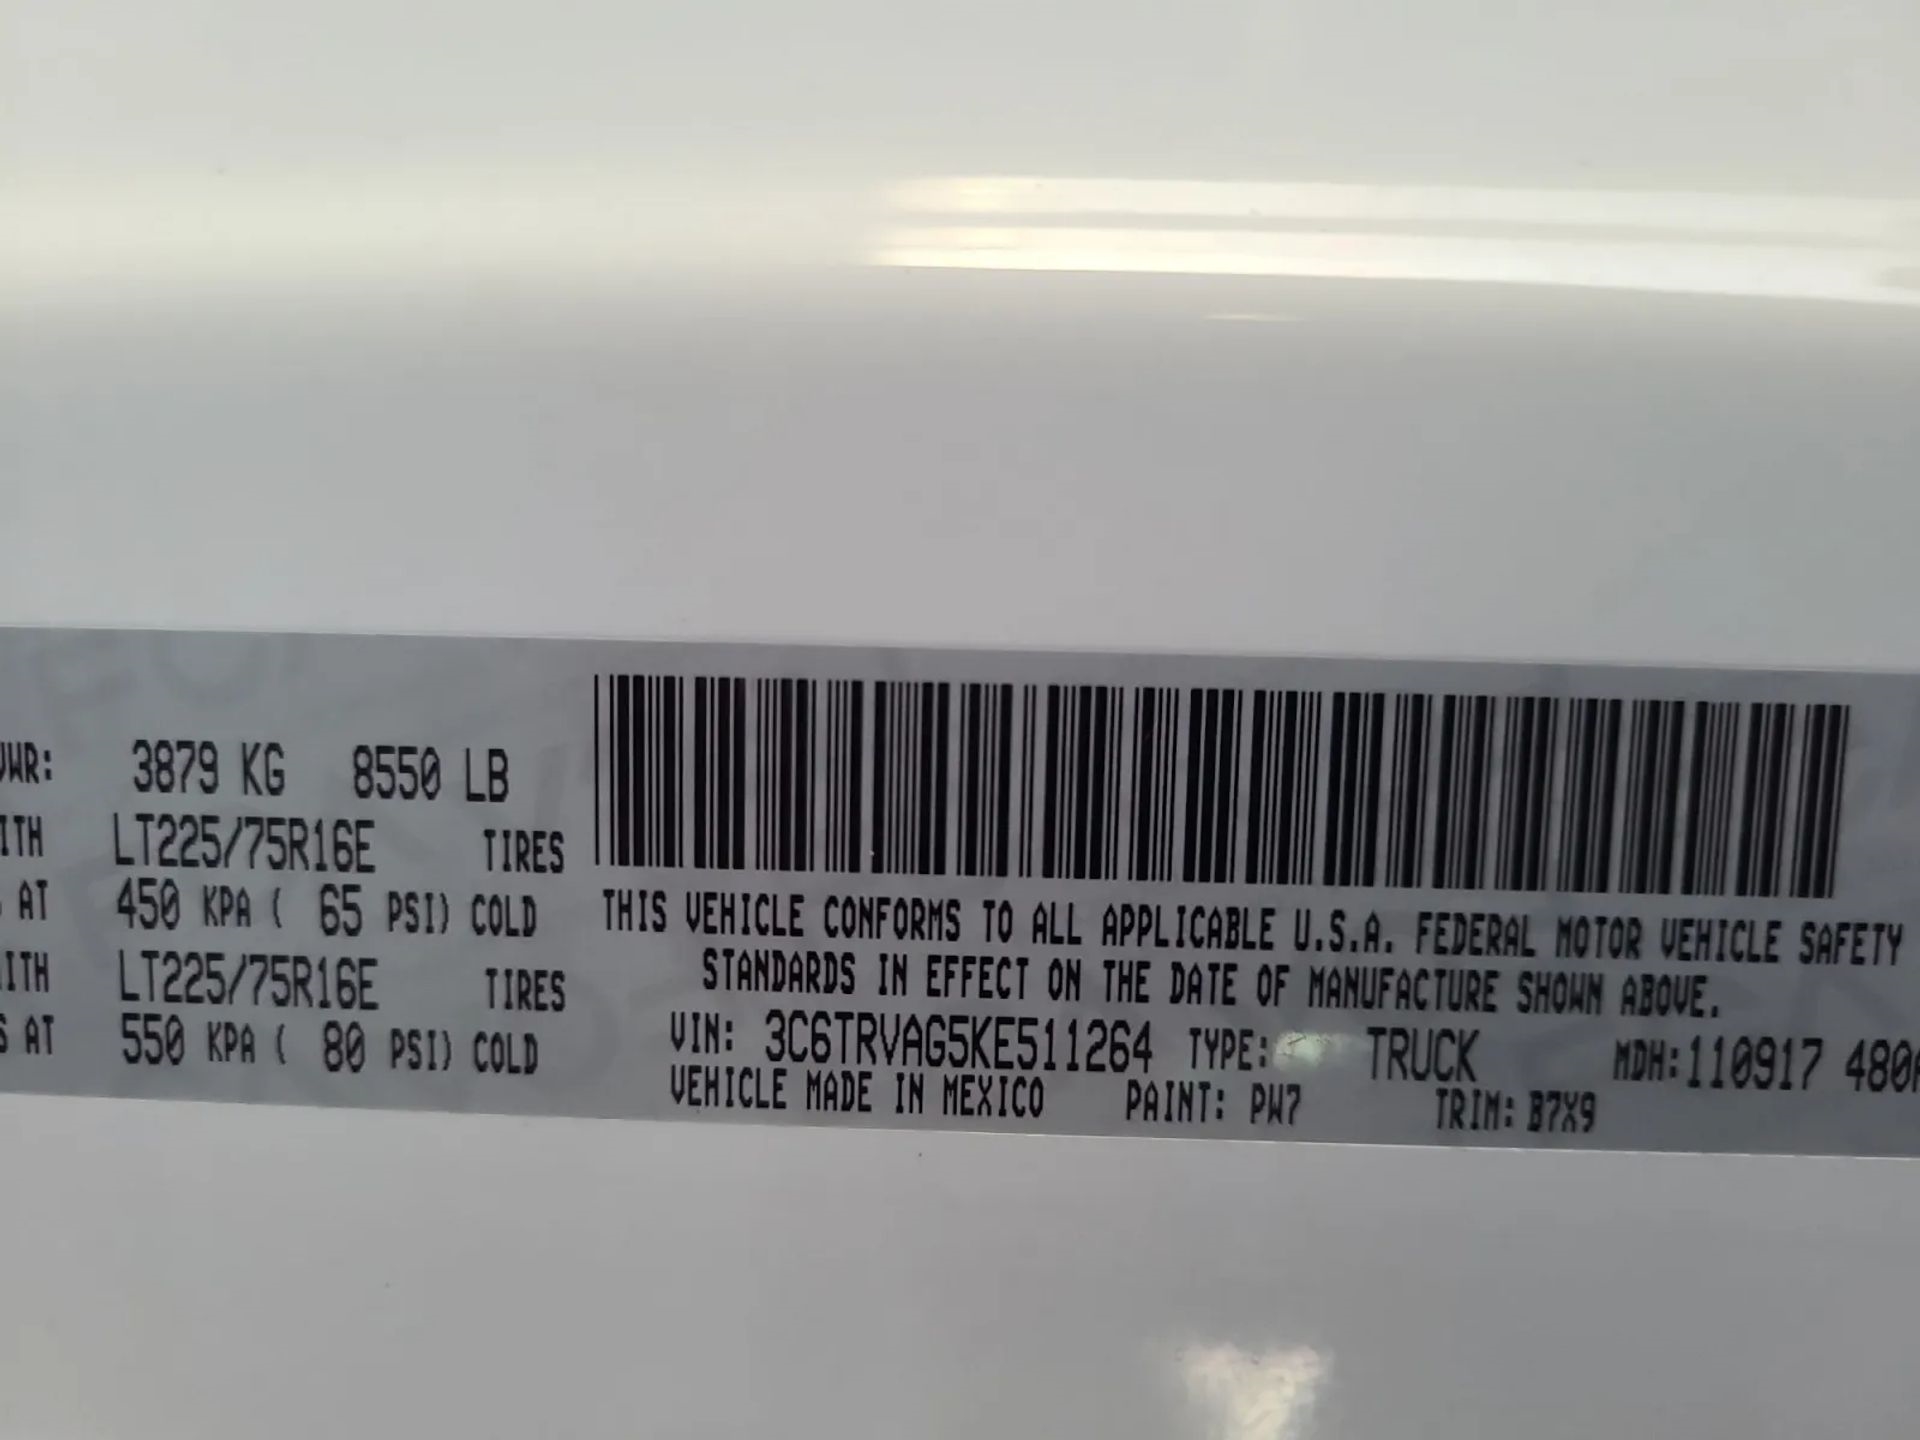 VWR: 3879 KG 8550 LB
ITH LT225/75R16E TIRES
AT 450 KPA ( 65 PSI) COLD
ITH LT225/75R16E TIRES
S AT 550 KPA ( 80 PSI) COLD
THIS VEHICLE CONFORMS TO ALL APPLICABLE U.S.A. FEDERAL MOTOR VEHICLE SAFETY
STANDARDS IN EFFECT ON THE DATE OF MANUFACTURE SHOWN ABOVE.
VIN: 3C6TRVAG5KE511264 TYPE: TRUCK MDH:110917 480
VEHICLE MADE IN MEXICO PAINT: PW7 TRIM: B7X9